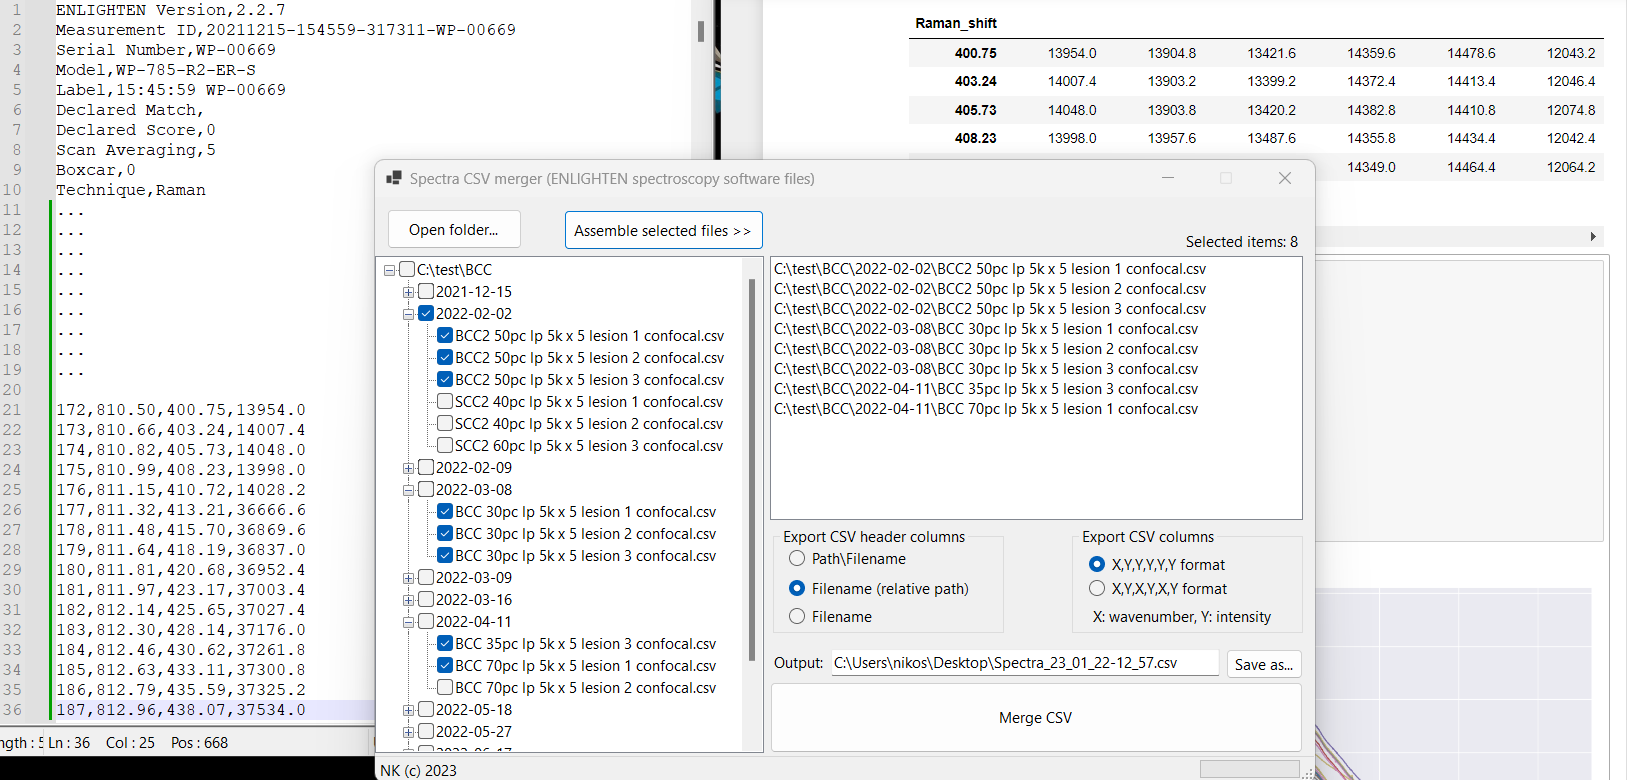 1 ENLIGHTEN Version,2.2.7
2 Measurement ID,20211215-154559-317311-WP-00669
3 Serial Number,WP-00669
4 Model,WP-785-R2-ER-S
5 Label,15:45:59 WP-00669
6 Declared Match,
7 Declared Score,0
8 Scan Averaging,5
9 Boxcar,0
10 Technique,Raman
11 ...
12 ...
13 ...
14 ...
15 ...
16 ...
17 ...
18 ...
19 ...
20
21 172,810.50,400.75,13954.0
22 173,810.66,403.24,14007.4
23 174,810.82,405.73,14048.0
24 175,810.99,408.23,13998.0
25 176,811.15,410.72,14028.2
26 177,811.32,413.21,36666.6
27 178,811.48,415.70,36869.6
28 179,811.64,418.19,36837.0
29 180,811.81,420.68,36952.4
30 181,811.97,423.17,37003.4
31 182,812.14,425.65,37027.4
32 183,812.30,428.14,37176.0
33 184,812.46,430.62,37261.8
34 185,812.63,433.11,37300.8
35 186,812.79,435.59,37325.2
36 187,812.96,438.07,37534.0
Ln : 36 Col : 25 Pos : 668
Raman_shift
400.75 13954.0 13904.8 13421.6 14359.6 14478.6 12043.2
403.24 14007.4 13903.2 13399.2 14372.4 14413.4 12046.4
405.73 14048.0 13903.8 13420.2 14382.8 14410.8 12074.8
408.23 13998.0 13957.6 13487.6 14355.8 14434.4 12042.4
14349.0 14464.4 12064.2
Spectra CSV merger (ENLIGHTEN spectroscopy software files)
Open folder...
Assemble selected files >>
Selected items: 8
C:\test\BCC
2021-12-15
2022-02-02
BCC2 50pc lp 5k x 5 lesion 1 confocal.csv
BCC2 50pc lp 5k x 5 lesion 2 confocal.csv
BCC2 50pc lp 5k x 5 lesion 3 confocal.csv
SCC2 40pc lp 5k x 5 lesion 1 confocal.csv
SCC2 40pc lp 5k x 5 lesion 2 confocal.csv
SCC2 60pc lp 5k x 5 lesion 3 confocal.csv
2022-02-09
2022-03-08
BCC 30pc lp 5k x 5 lesion 1 confocal.csv
BCC 30pc lp 5k x 5 lesion 2 confocal.csv
BCC 30pc lp 5k x 5 lesion 3 confocal.csv
2022-03-09
2022-03-16
2022-04-11
BCC 35pc lp 5k x 5 lesion 3 confocal.csv
BCC 70pc lp 5k x 5 lesion 1 confocal.csv
BCC 70pc lp 5k x 5 lesion 2 confocal.csv
2022-05-18
2022-05-27
C:\test\BCC\2022-02-02\BCC2 50pc lp 5k x 5 lesion 1 confocal.csv
C:\test\BCC\2022-02-02\BCC2 50pc lp 5k x 5 lesion 2 confocal.csv
C:\test\BCC\2022-02-02\BCC2 50pc lp 5k x 5 lesion 3 confocal.csv
C:\test\BCC\2022-03-08\BCC 30pc lp 5k x 5 lesion 1 confocal.csv
C:\test\BCC\2022-03-08\BCC 30pc lp 5k x 5 lesion 2 confocal.csv
C:\test\BCC\2022-03-08\BCC 30pc lp 5k x 5 lesion 3 confocal.csv
C:\test\BCC\2022-04-11\BCC 35pc lp 5k x 5 lesion 3 confocal.csv
C:\test\BCC\2022-04-11\BCC 70pc lp 5k x 5 lesion 1 confocal.csv
Export CSV header columns
Path\Filename
Filename (relative path)
Filename
Export CSV columns
X,Y,Y,Y,Y,Y format
X,Y,X,Y,X,Y format
X: wavenumber, Y: intensity
Output: C:\Users\nikos\Desktop\Spectra_23_01_22-12_57.csv
Save as...
Merge CSV
NK (c) 2023